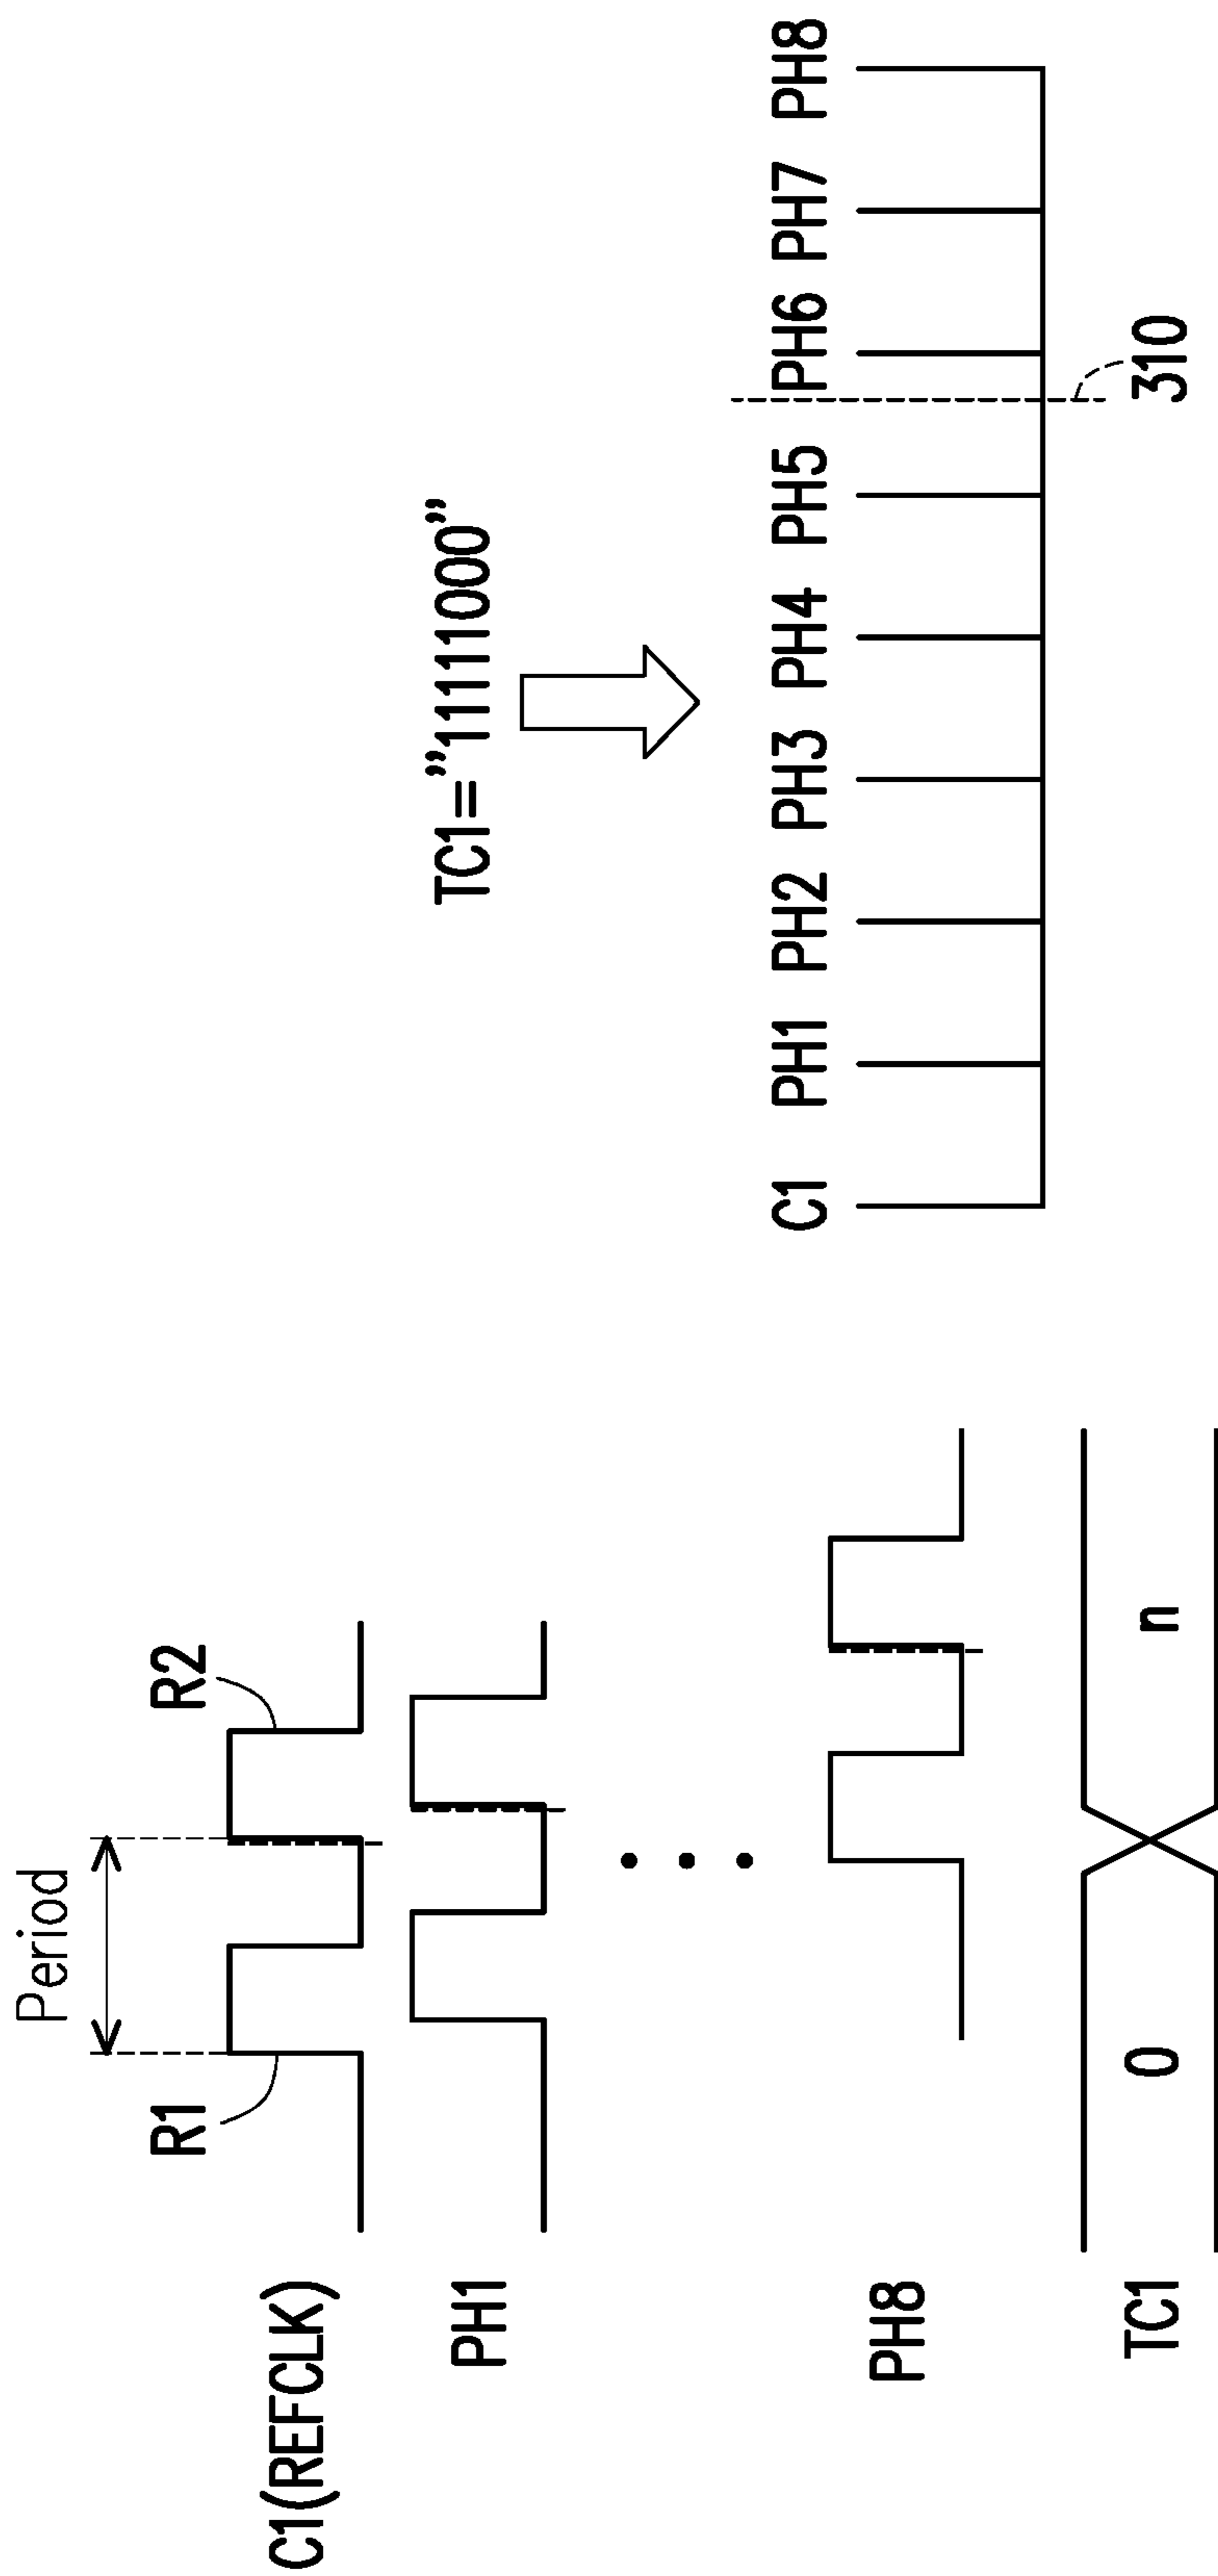 Period
R1 R2
C1(REFCLK)
PH1
PH8
TC1 0 n
TC1="11111000"
C1 PH1 PH2 PH3 PH4 PH5 PH6 PH7 PH8
310